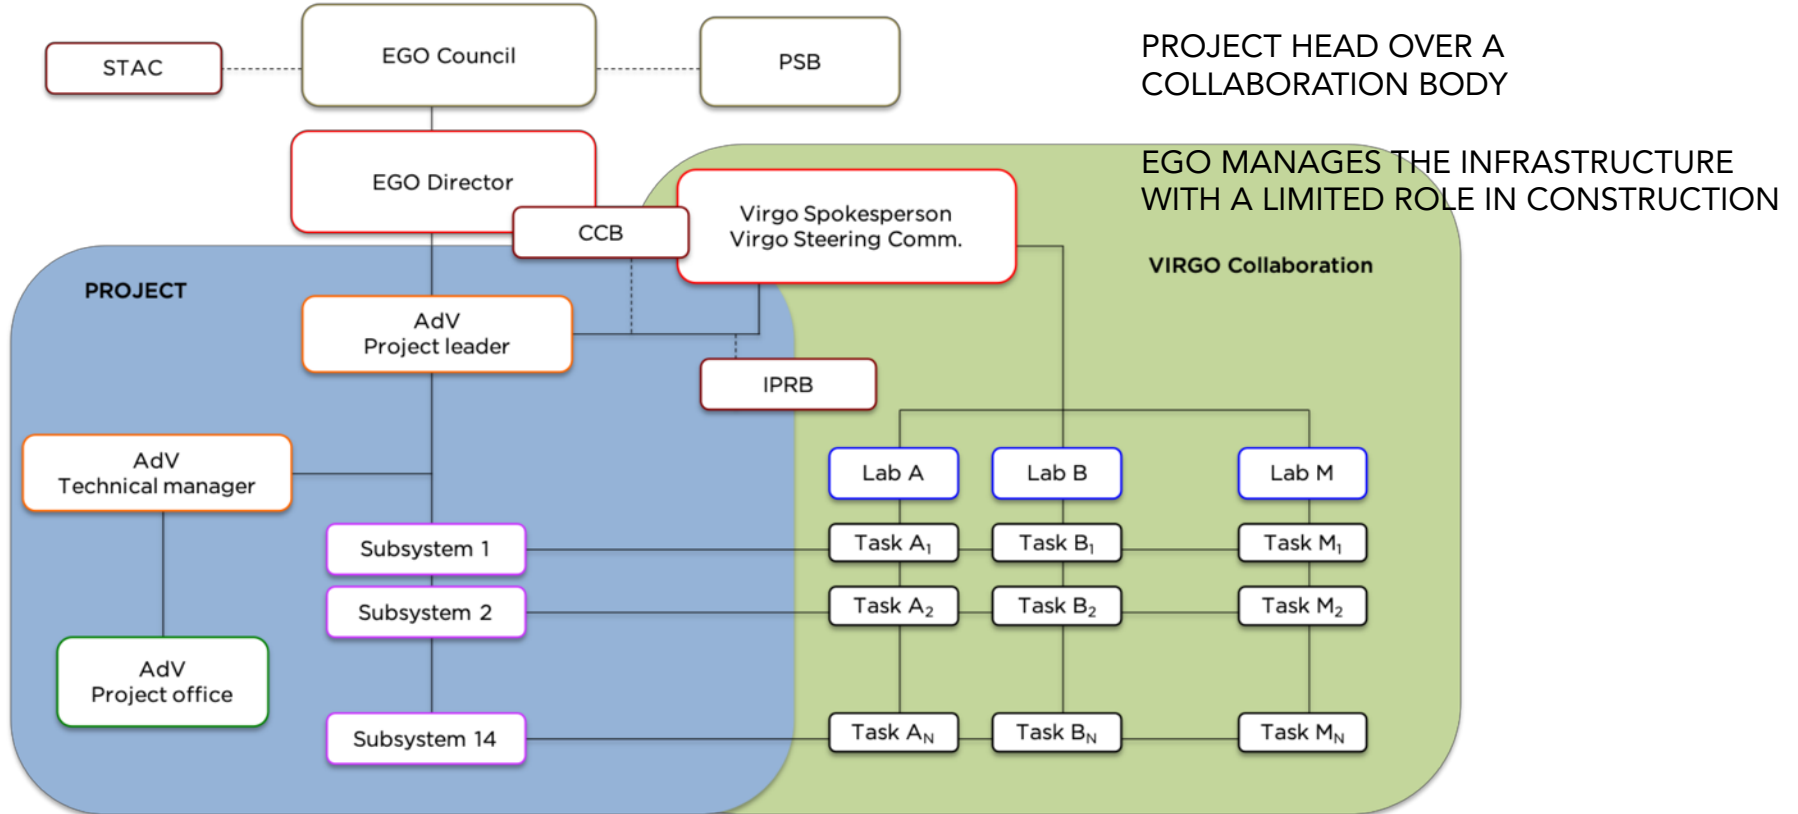 STAC
EGO Council
PSB
PROJECT HEAD OVER A
COLLABORATION BODY
EGO MANAGES THE INFRASTRUCTURE
WITH A LIMITED ROLE IN CONSTRUCTION
EGO Director
CCB
Virgo Spokesperson
Virgo Steering Comm.
VIRGO Collaboration
PROJECT
AdV
Project leader
IPRB
AdV
Technical manager
Lab A
Lab B
Lab M
Subsystem 1
Task A₁
Task B₁
Task M₁
Subsystem 2
Task A₂
Task B₂
Task M₂
AdV
Project office
Subsystem 14
Task A_N
Task B_N
Task M_N